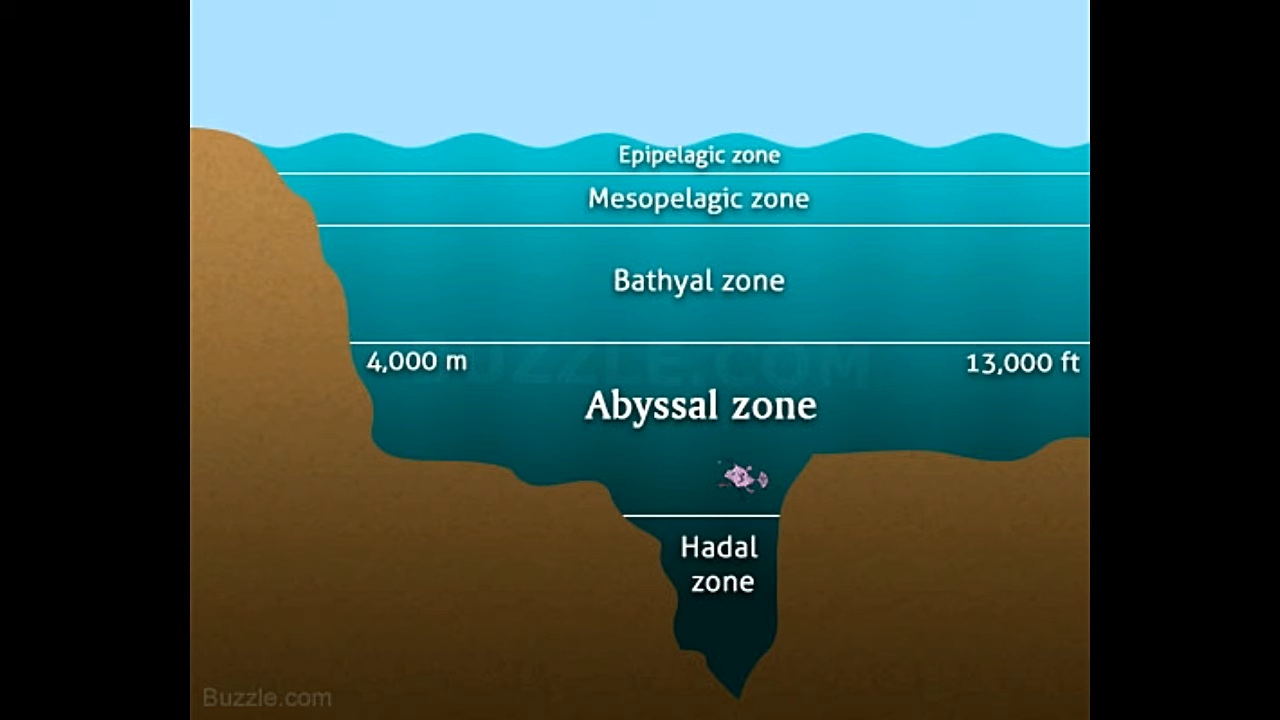 Epipelagic zone
Mesopelagic zone
Bathyal zone
4,000 m
13,000 ft
Abyssal zone
Hadal
zone
Buzzle.com